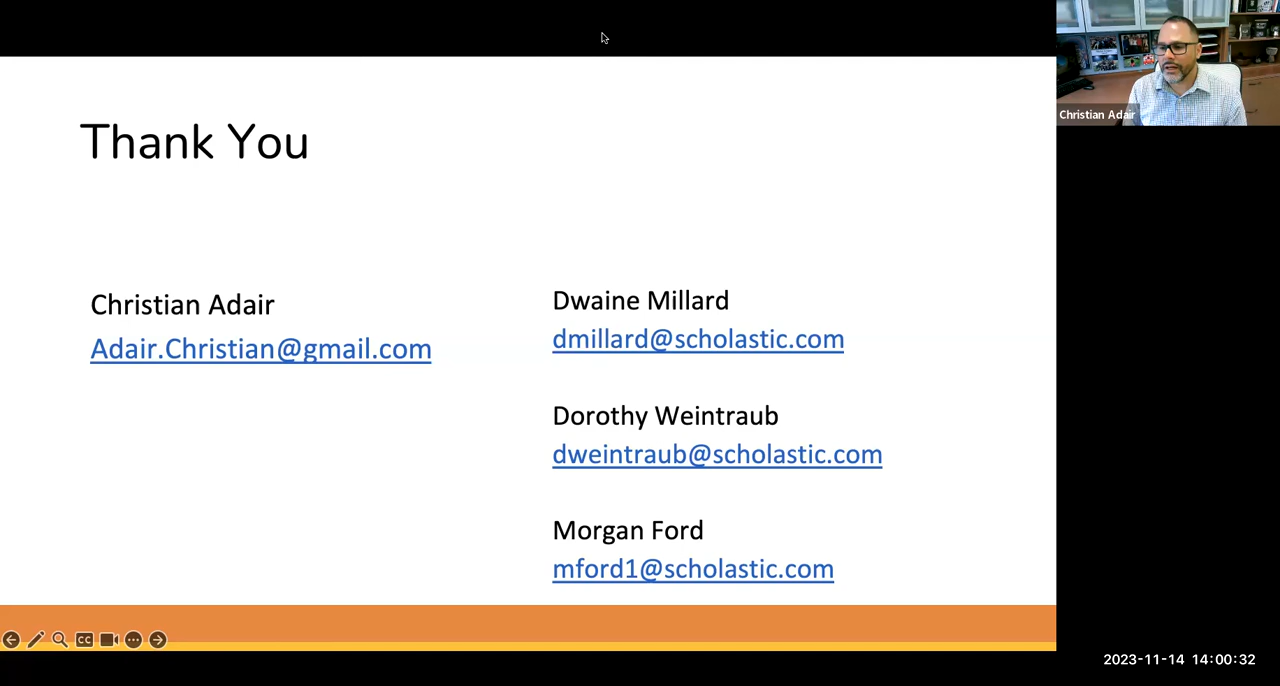 Thank You
Christian Adair
Adair.Christian@gmail.com
Dwaine Millard
dmillard@scholastic.com
Dorothy Weintraub
dweintraub@scholastic.com
Morgan Ford
mford1@scholastic.com
CC
Christian Adair
2023-11-14 14:00:32